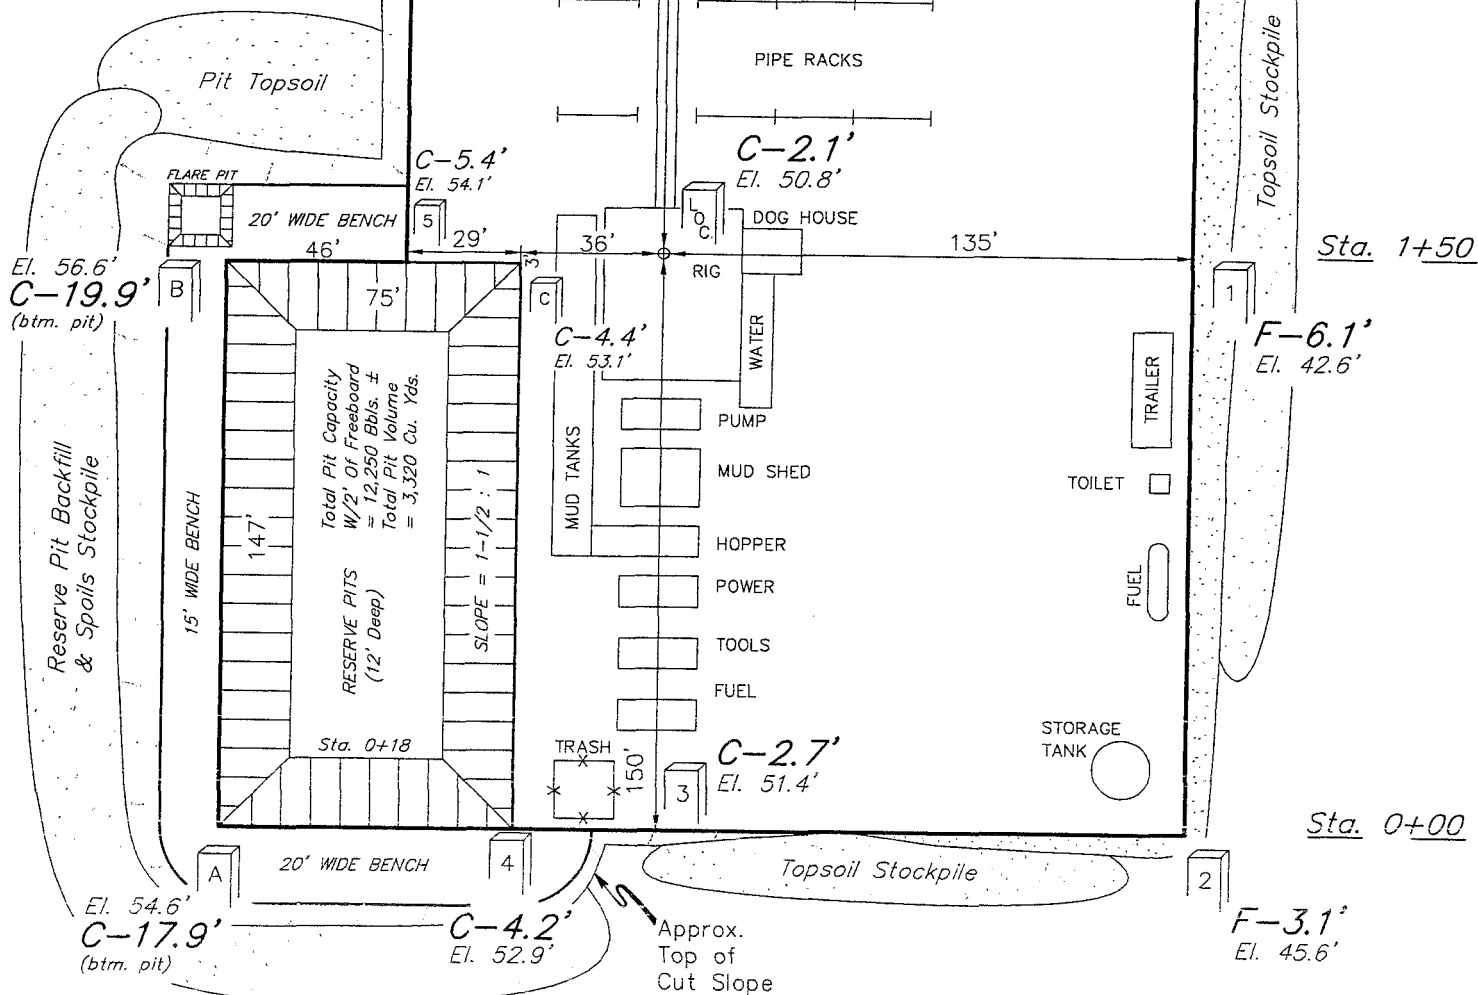 Topsoil Stockpile
PIPE RACKS
Pit Topsoil
C-2.1'
El. 50.8'
C-5.4'
El. 54.1'
FLARE PIT
LOC.
DOG HOUSE
5
20' WIDE BENCH
46'
29'
36'
135'
Sta. 1+50
3'
RIG
El. 56.6'
C-19.9'
(btm. pit)
B
75'
C
1
C-4.4'
El. 53.1'
F-6.1'
El. 42.6'
WATER
TRAILER
PUMP
Total Pit Capacity
W/2' Of Freeboard
= 12,250 Bbls. ±
Total Pit Volume
= 3,320 Cu. Yds.
MUD TANKS
MUD SHED
TOILET
Reserve Pit Backfill
& Spoils Stockpile
15' WIDE BENCH
147'
SLOPE = 1-1/2 : 1
HOPPER
RESERVE PITS
(12' Deep)
POWER
FUEL
TOOLS
FUEL
Sta. 0+18
TRASH
150'
C-2.7'
El. 51.4'
3
STORAGE
TANK
Sta. 0+00
A
20' WIDE BENCH
4
Topsoil Stockpile
2
El. 54.6'
C-17.9'
(btm. pit)
C-4.2'
El. 52.9'
Approx.
Top of
Cut Slope
F-3.1'
El. 45.6'